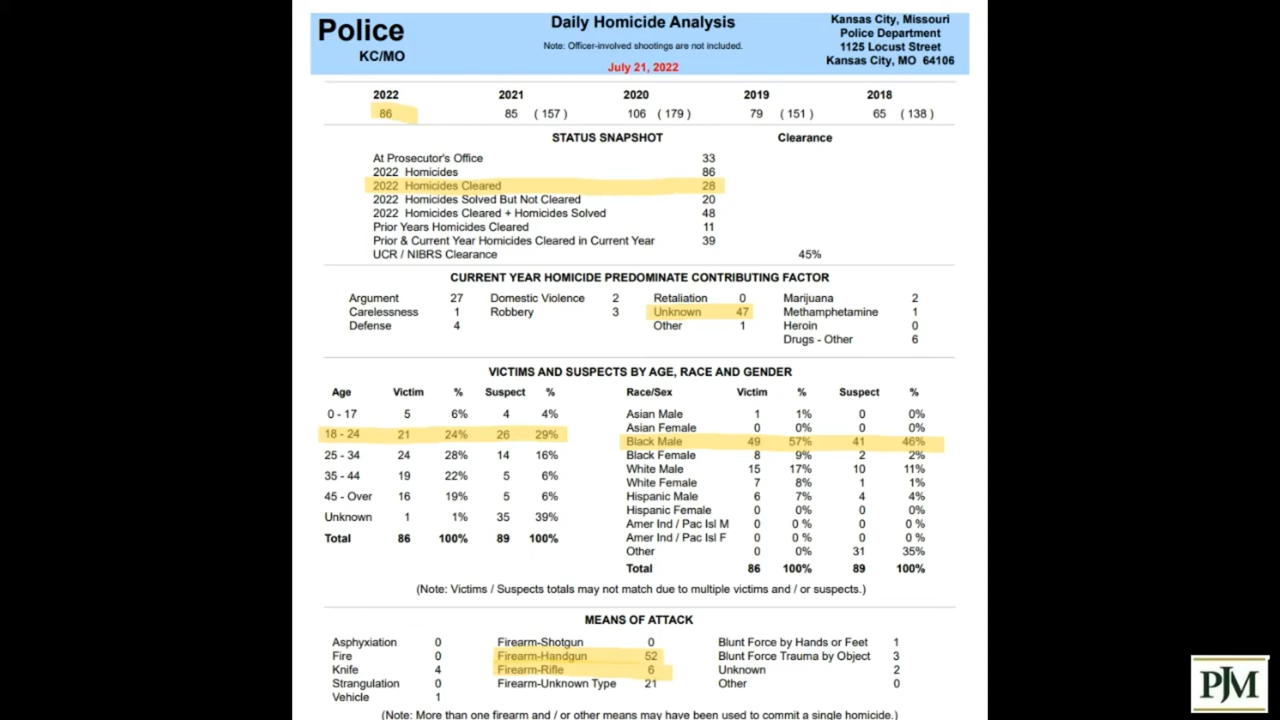 Police
KC/MO
Daily Homicide Analysis
Note: Officer-involved shootings are not included.
July 21, 2022
Kansas City, Missouri
Police Department
1125 Locust Street
Kansas City, MO 64106
2022 2021 2020 2019 2018
86 85 ( 157 ) 106 ( 179 ) 79 ( 151 ) 65 ( 138 )
STATUS SNAPSHOT Clearance
At Prosecutor's Office 33
2022 Homicides 86
2022 Homicides Cleared 28
2022 Homicides Solved But Not Cleared 20
2022 Homicides Cleared + Homicides Solved 48
Prior Years Homicides Cleared 11
Prior & Current Year Homicides Cleared in Current Year 39
UCR / NIBRS Clearance 45%
CURRENT YEAR HOMICIDE PREDOMINATE CONTRIBUTING FACTOR
Argument 27 Domestic Violence 2 Retaliation 0 Marijuana 2
Carelessness 1 Robbery 3 Unknown 47 Methamphetamine 1
Defense 4 Other 1 Heroin 0
Drugs - Other 6
VICTIMS AND SUSPECTS BY AGE, RACE AND GENDER
Age Victim % Suspect %
0 - 17 5 6% 4 4%
18 - 24 21 24% 26 29%
25 - 34 24 28% 14 16%
35 - 44 19 22% 5 6%
45 - Over 16 19% 5 6%
Unknown 1 1% 35 39%
Total 86 100% 89 100%
Race/Sex Victim % Suspect %
Asian Male 1 1% 0 0%
Asian Female 0 0% 0 0%
Black Male 49 57% 41 46%
Black Female 8 9% 2 2%
White Male 15 17% 10 11%
White Female 7 8% 1 1%
Hispanic Male 6 7% 4 4%
Hispanic Female 0 0% 0 0%
Amer Ind / Pac Isl M 0 0 % 0 0 %
Amer Ind / Pac Isl F 0 0 % 0 0 %
Other 0 0% 31 35%
Total 86 100% 89 100%
(Note: Victims / Suspects totals may not match due to multiple victims and / or suspects.)
MEANS OF ATTACK
Asphyxiation 0 Firearm-Shotgun 0 Blunt Force by Hands or Feet 1
Fire 0 Firearm-Handgun 52 Blunt Force Trauma by Object 3
Knife 4 Firearm-Rifle 6 Unknown 2
Strangulation 0 Firearm-Unknown Type 21 Other 0
Vehicle 1
(Note: More than one firearm and / or other means may have been used to commit a single homicide.)
PJM